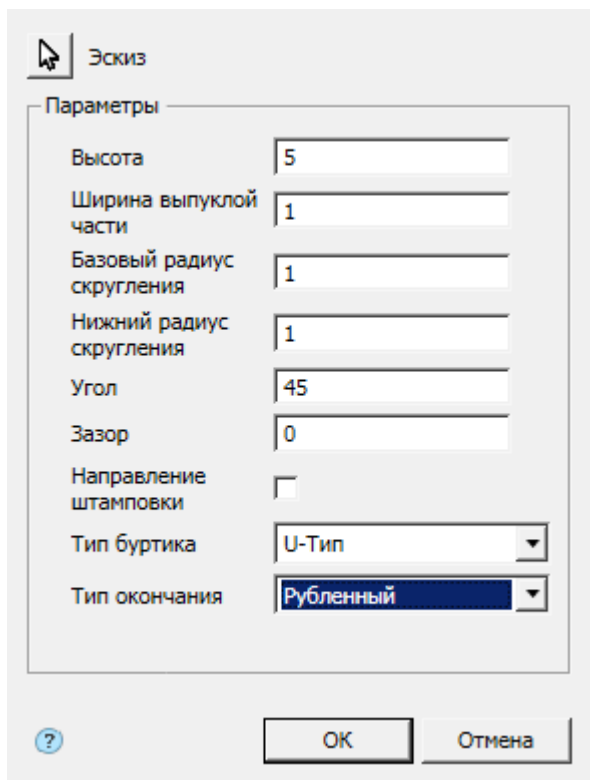 Эскиз
Параметры
Высота 5
Ширина выпуклой
части 1
Базовый радиус
скругления 1
Нижний радиус
скругления 1
Угол 45
Зазор 0
Направление
штамповки
Тип буртика U-Тип
Тип окончания Рубленный
? ОК Отмена